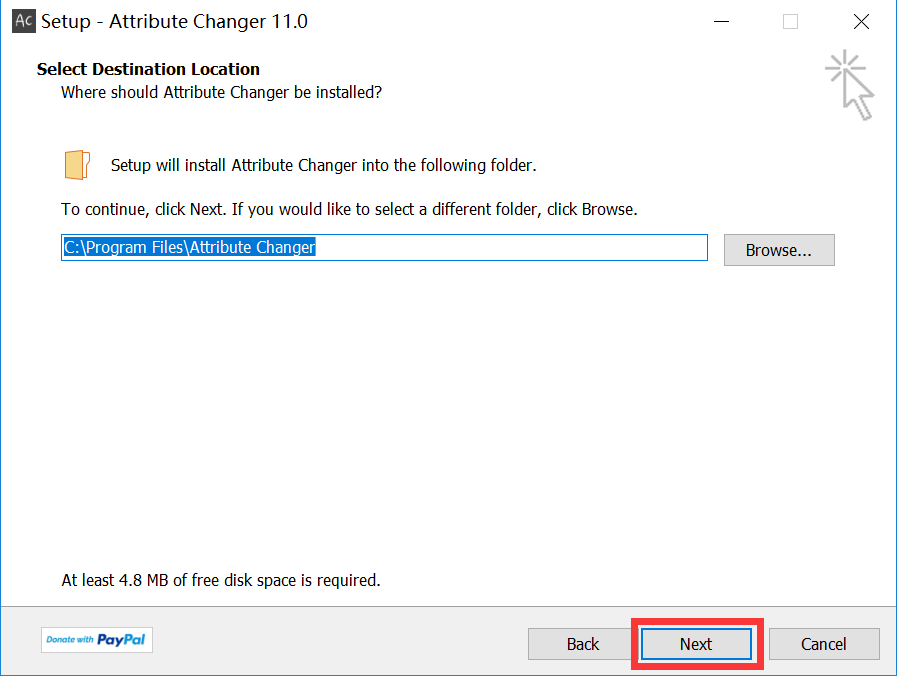 Ac Setup - Attribute Changer 11.0
Select Destination Location
Where should Attribute Changer be installed?
Setup will install Attribute Changer into the following folder.
To continue, click Next. If you would like to select a different folder, click Browse.
C:\Program Files\Attribute Changer
Browse...
At least 4.8 MB of free disk space is required.
Donate with PayPal
Back
Next
Cancel